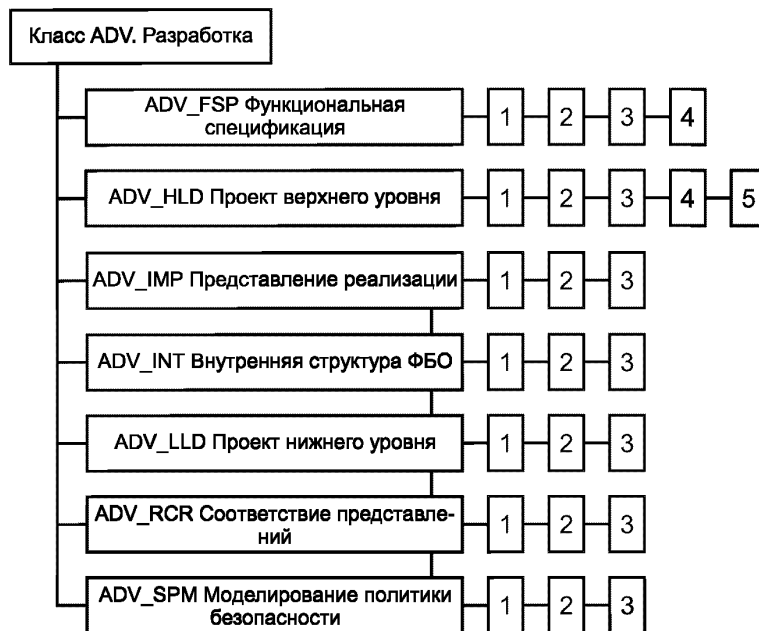 Класс ADV. Разработка
ADV_FSP Функциональная
спецификация
1 2 3 4
ADV_HLD Проект верхнего уровня
1 2 3 4 5
ADV_IMP Представление реализации
1 2 3
ADV_INT Внутренняя структура ФБО
1 2 3
ADV_LLD Проект нижнего уровня
1 2 3
ADV_RCR Соответствие представле-
ний
1 2 3
ADV_SPM Моделирование политики
безопасности
1 2 3